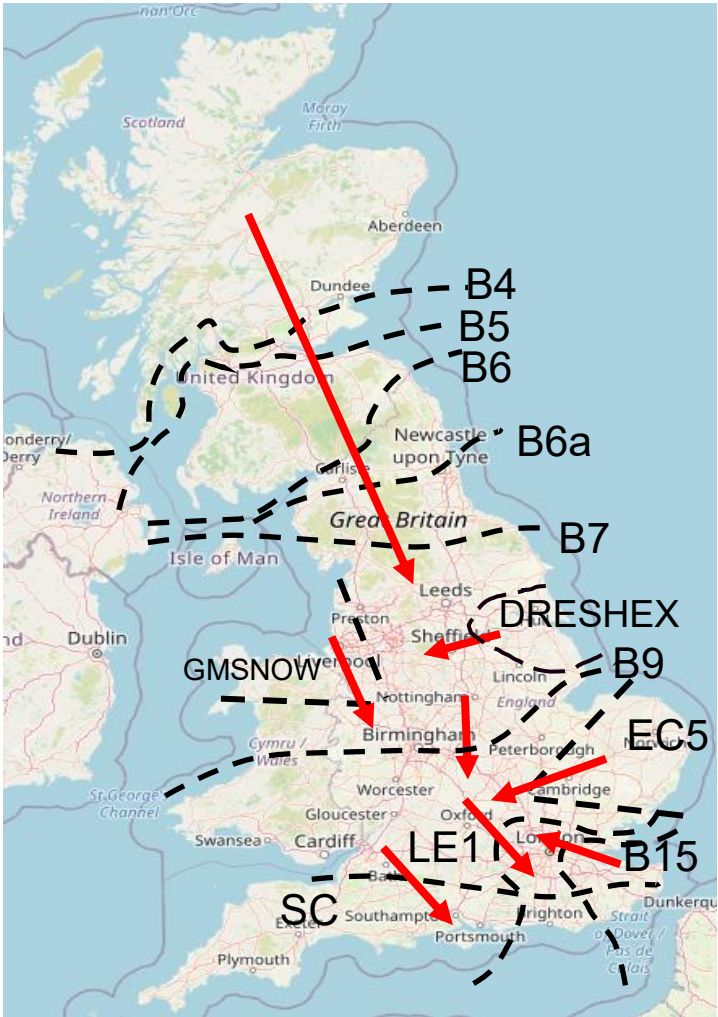 nan Orc
Moray
Firth
Scotland
Aberdeen
Dundee
B4
B5
United Kingdom
B6
onderry/
Derry
Newcastle
upon Tyne
B6a
Carlisle
Northern
Ireland
Great Britain
B7
Isle of Man
Leeds
Preston
DRESHEX
Hull
Dublin
Sheffield
nd
GMSNOW
Liverpool
Lincoln
B9
Nottingham
England
Birmingham
EC5
Cymru /
Wales
Peterborough
Norwich
St George's
Channel
Worcester
Cambridge
Gloucester
Oxford
Swansea
Cardiff
LE1
London
B15
Bath
SC
Southampton
Exeter
Portsmouth
Brighton
Strait
of Dover /
Pas de
Calais
Dunkerqu
Plymouth